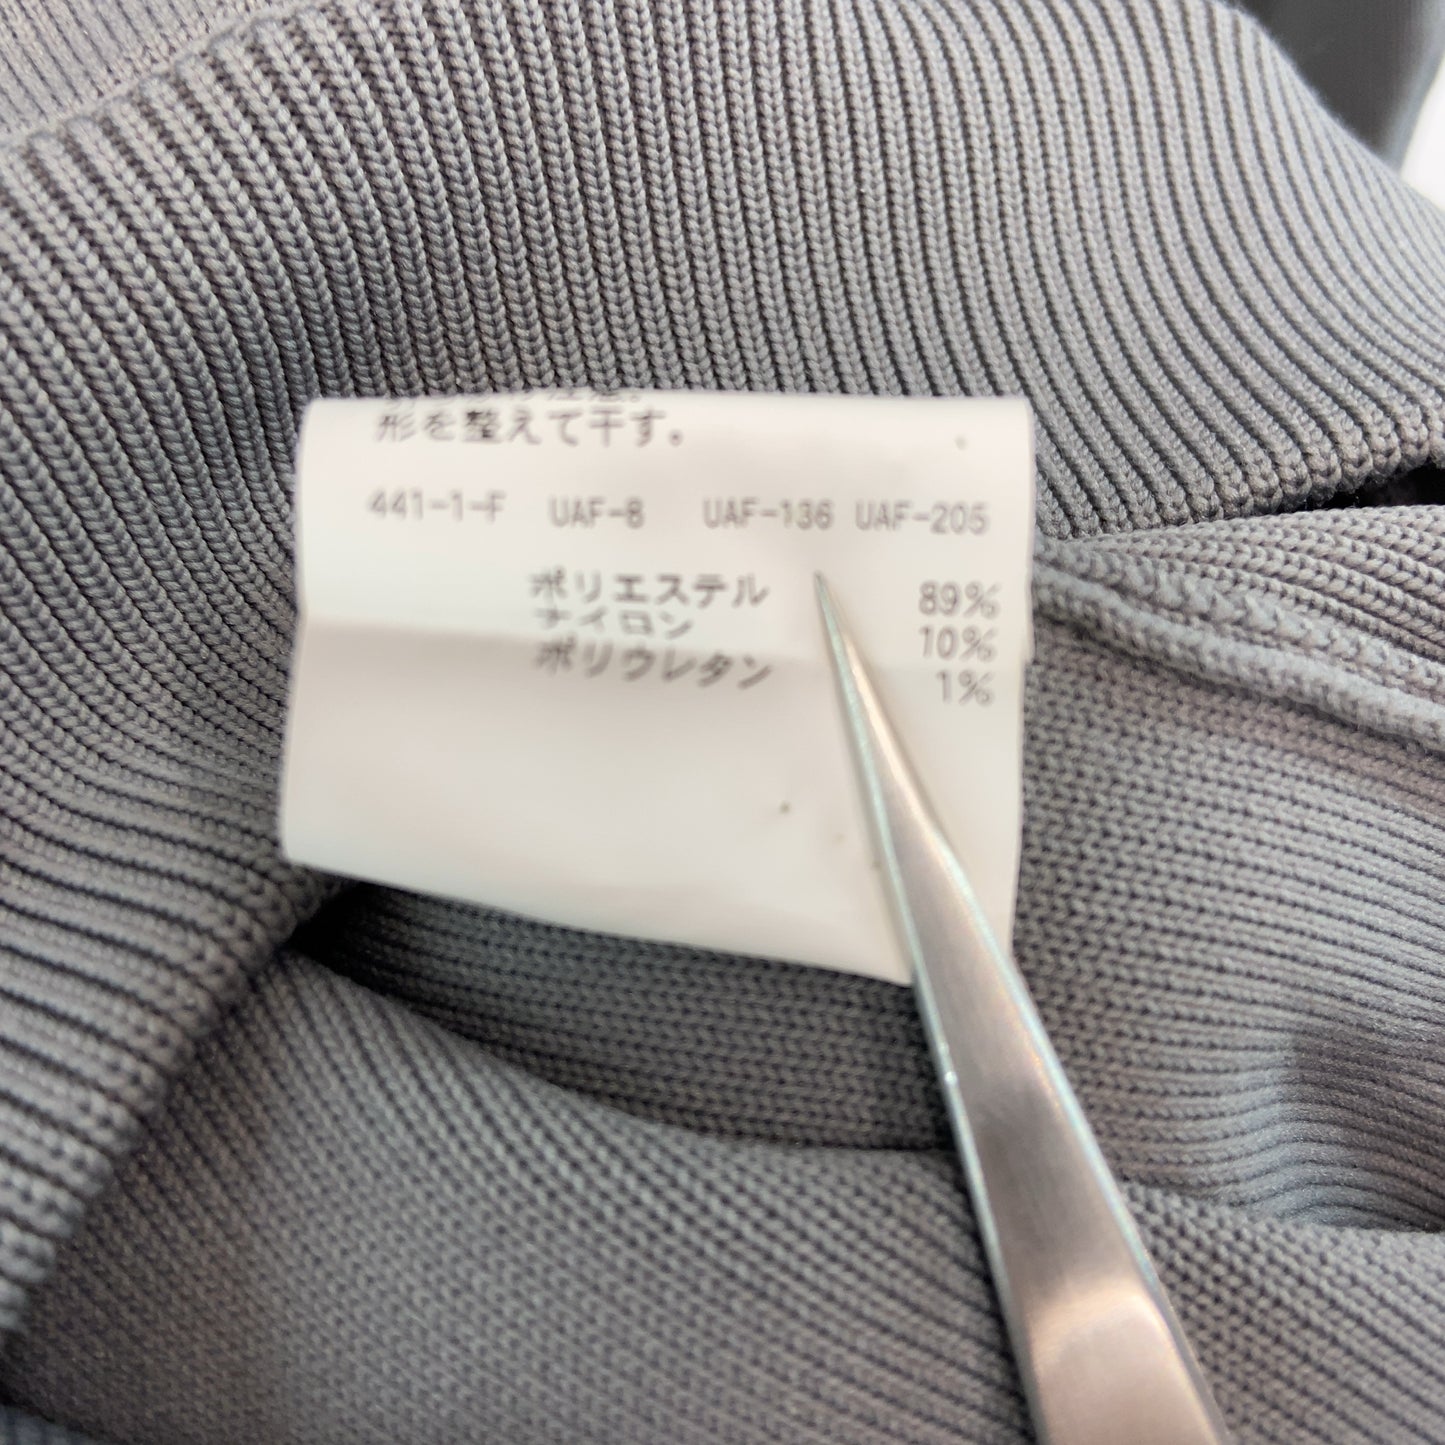 形を整えて干す。
441-1-F UAF-8 UAF-136 UAF-205
ポリエステル 89%
ナイロン 10%
ポリウレタン 1%